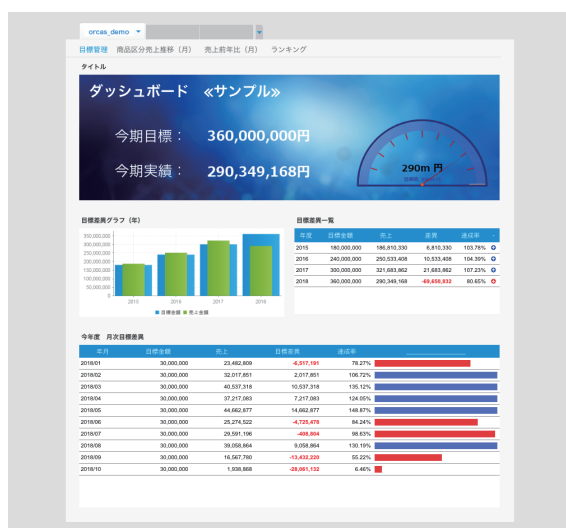 orcas_demo
目標管理 商品区分売上推移（月） 売上前年比（月） ランキング
タイトル
ダッシュボード ≪サンプル≫
今期目標： 360,000,000円
今期実績： 290,349,168円
290m 円
目標差異グラフ（年）
350,000,000
300,000,000
250,000,000
200,000,000
150,000,000
100,000,000
50,000,000
0
2015 2016 2017 2018
目標金額 売上金額
目標差異一覧
年度 目標金額 売上 差異 達成率 -
2015 180,000,000 186,810,330 6,810,330 103.78%
2016 240,000,000 250,533,408 10,533,408 104.39%
2017 300,000,000 321,683,862 21,683,862 107.23%
2018 360,000,000 290,349,168 -69,650,832 80.65%
今年度 月次目標差異
年月 目標金額 売上 目標差異 達成率
2018/01 30,000,000 23,482,809 -6,517,191 78.27%
2018/02 30,000,000 32,017,851 2,017,851 106.72%
2018/03 30,000,000 40,537,318 10,537,318 135.12%
2018/04 30,000,000 37,217,083 7,217,083 124.05%
2018/05 30,000,000 44,662,877 14,662,877 148.87%
2018/06 30,000,000 25,274,522 -4,725,478 84.24%
2018/07 30,000,000 29,591,196 -408,804 98.63%
2018/08 30,000,000 39,058,864 9,058,864 130.19%
2018/09 30,000,000 16,567,780 -13,432,220 55.22%
2018/10 30,000,000 1,938,868 -28,061,132 6.46%